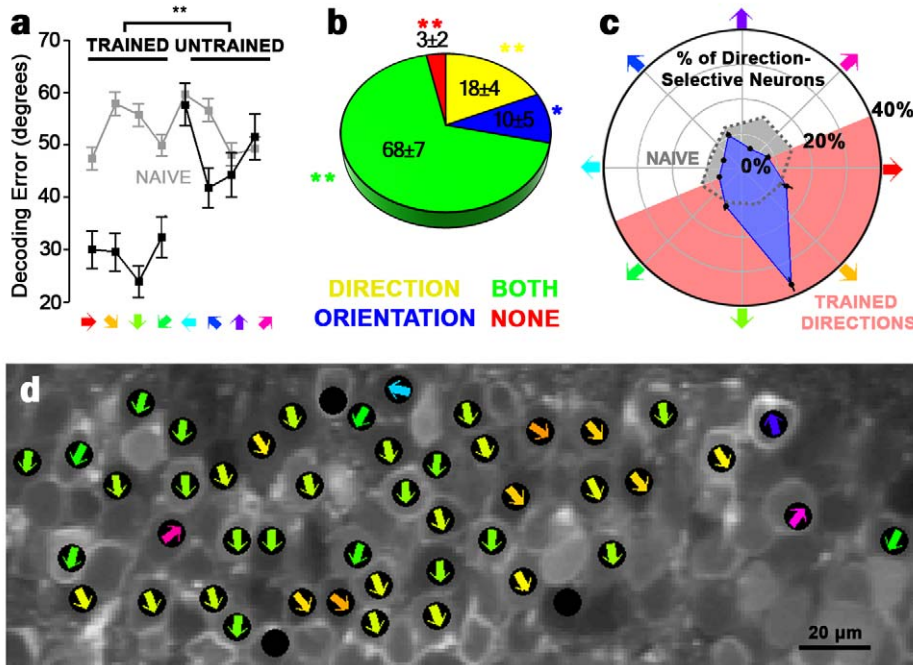 a
**
TRAINED UNTRAINED
Decoding Error (degrees)
70
60
50
40
30
20
NAIVE
b
**
3±2
**
18±4
*
10±5
68±7
**
DIRECTION BOTH
ORIENTATION NONE
c
% of Direction-
Selective Neurons
40%
20%
0%
NAIVE
TRAINED
DIRECTIONS
d
20 µm